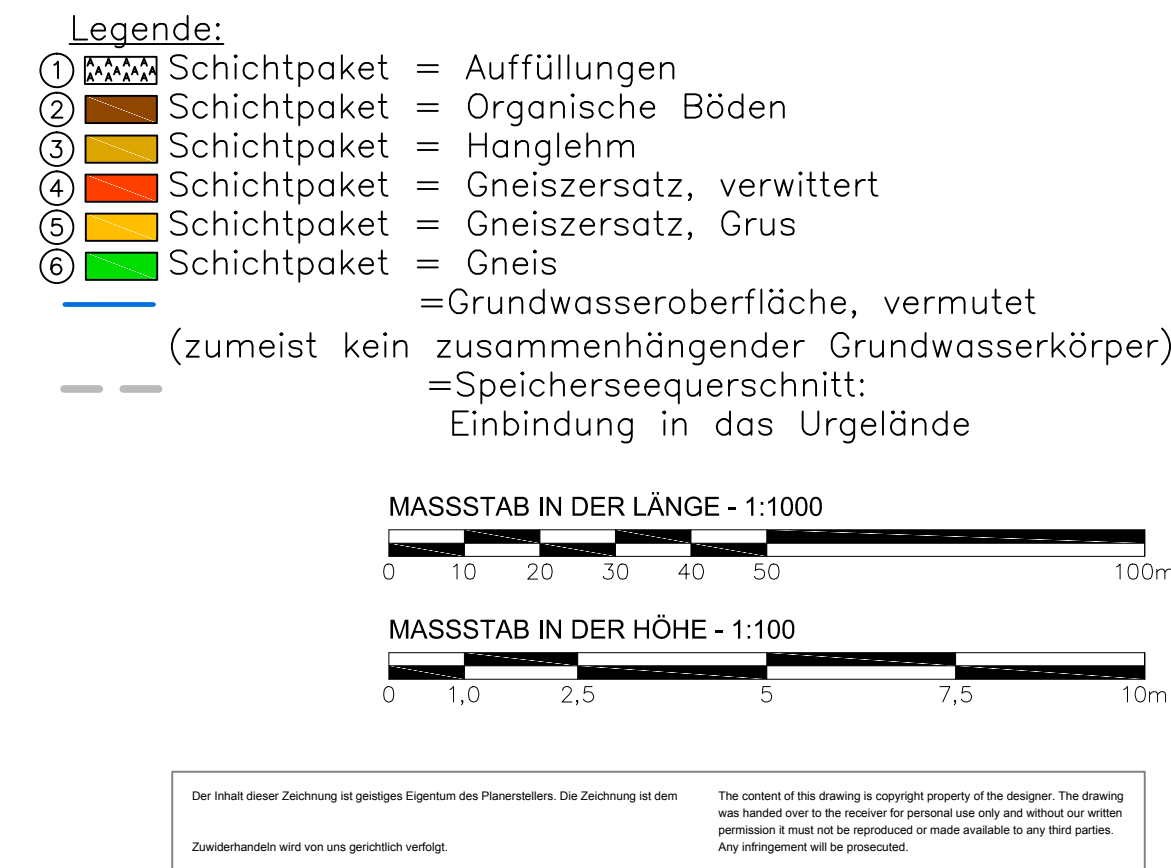 Legende:
1 Schichtpaket = Auffüllungen
2 Schichtpaket = Organische Böden
3 Schichtpaket = Hanglehm
4 Schichtpaket = Gneiszersatz, verwittert
5 Schichtpaket = Gneiszersatz, Grus
6 Schichtpaket = Gneis
=Grundwasseroberfläche, vermutet
(zumeist kein zusammenhängender Grundwasserkörper)
=Speicherseequerschnitt:
Einbindung in das Urgelände
MASSSTAB IN DER LÄNGE - 1:1000
0 10 20 30 40 50 100m
MASSSTAB IN DER HÖHE - 1:100
0 1,0 2,5 5 7,5 10m
Der Inhalt dieser Zeichnung ist geistiges Eigentum des Planerstellers. Die Zeichnung ist dem
Zuwiderhandeln wird von uns gerichtlich verfolgt.
The content of this drawing is copyright property of the designer. The drawing
was handed over to the receiver for personal use only and without our written
permission it must not be reproduced or made available to any third parties.
Any infringement will be prosecuted.